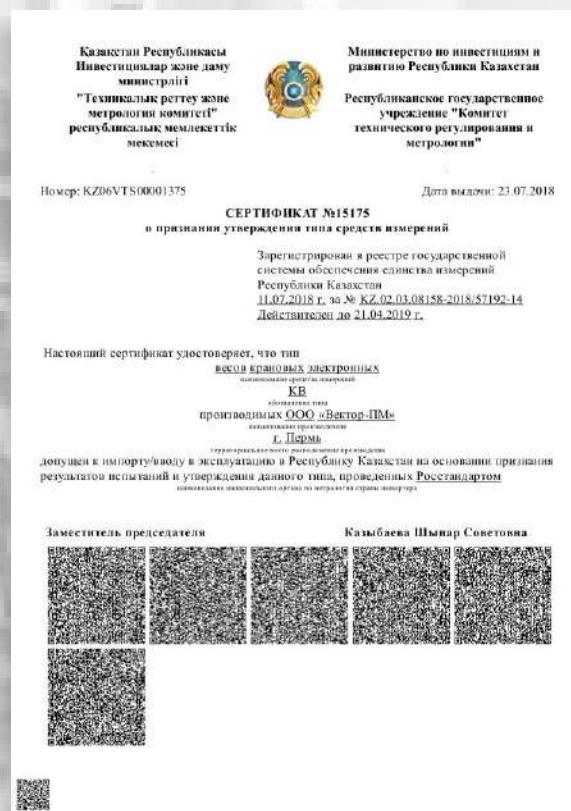 Қазақстан Республикасы
Инвестициялар және даму
министрлігі
"Техникалық реттеу және
метрология комитеті"
республикалық мемлекеттік
мекемесі
Министерство по инвестициям и
развитию Республики Казахстан
Республиканское государственное
учреждение "Комитет
технического регулирования и
метрологии"
Номер: KZ06VTS00001375
Дата выдачи: 23.07.2018
СЕРТИФИКАТ №15175
о признании утверждения типа средств измерений
Зарегистрирован в реестре государственной
системы обеспечения единства измерений
Республики Казахстан
11.07.2018 г. за № KZ.02.03.08158-2018/57192-14
Действителен до 21.04.2019 г.
Настоящий сертификат удостоверяет, что тип
весов крановых электронных
наименование средства измерений
КВ
обозначение типа
производимых ООО «Вектор-ПМ»
наименование производителя
г. Пермь
территориальное место расположение производства
допущен к импорту/вводу в эксплуатацию в Республику Казахстан на основании признания
результатов испытаний и утверждения данного типа, проведенных Росстандартом
наименование национального органа по метрологии страны импортера
Заместитель председателя
Казыбаева Шынар Советовна